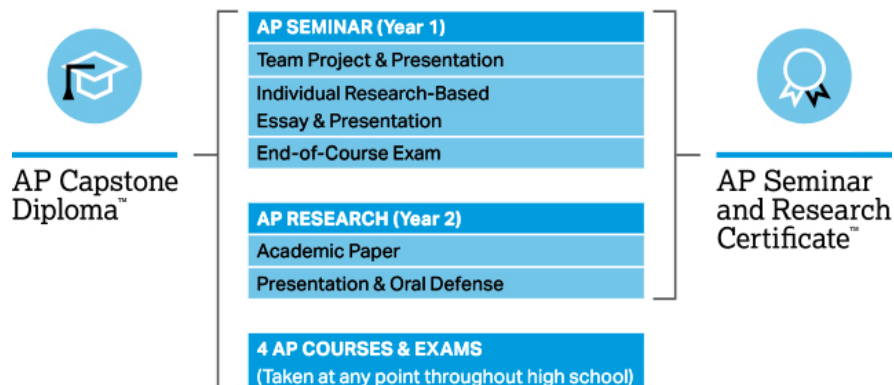 AP Capstone
Diploma™
AP SEMINAR (Year 1)
Team Project & Presentation
Individual Research-Based
Essay & Presentation
End-of-Course Exam
AP RESEARCH (Year 2)
Academic Paper
Presentation & Oral Defense
4 AP COURSES & EXAMS
(Taken at any point throughout high school)
AP Seminar
and Research
Certificate™